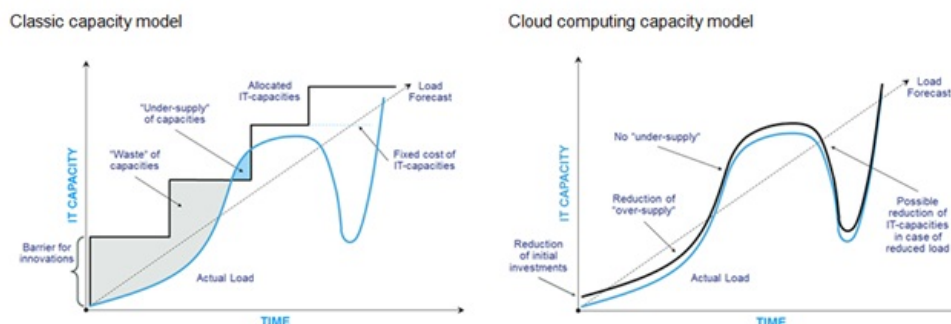 Classic capacity model
IT CAPACITY
Allocated
IT-capacities
Load
Forecast
"Under-supply"
of capacities
"Waste" of
capacities
Fixed cost of
IT-capacities
Barrier for
innovations
Actual Load
TIME
Cloud computing capacity model
IT CAPACITY
Load
Forecast
No "under-supply"
Reduction of
"over-supply"
Possible
reduction of
IT-capacities
in case of
reduced load
Reduction
of initial
investments
Actual Load
TIME